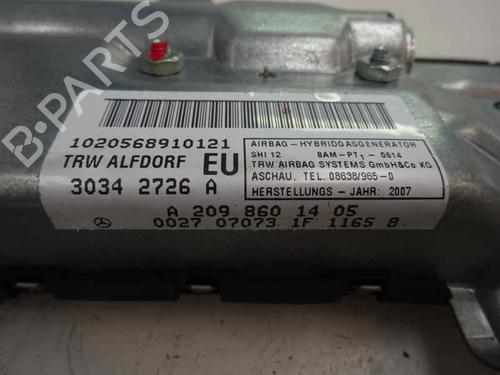 1020568910121
TRW ALFDORF EU
3034 2726 A
AIRBAG - HYBRIDGASGENERATOR
SHI 12 BAM-PT1-0614
TRW AIRBAG SYSTEMS GmbH&Co KG
ASCHAU. TEL. 08638/965-0
HERSTELLUNGS - JAHR: 2007
A 209 860 14 05
0027 07073 1F 1165 8
B-PARTS